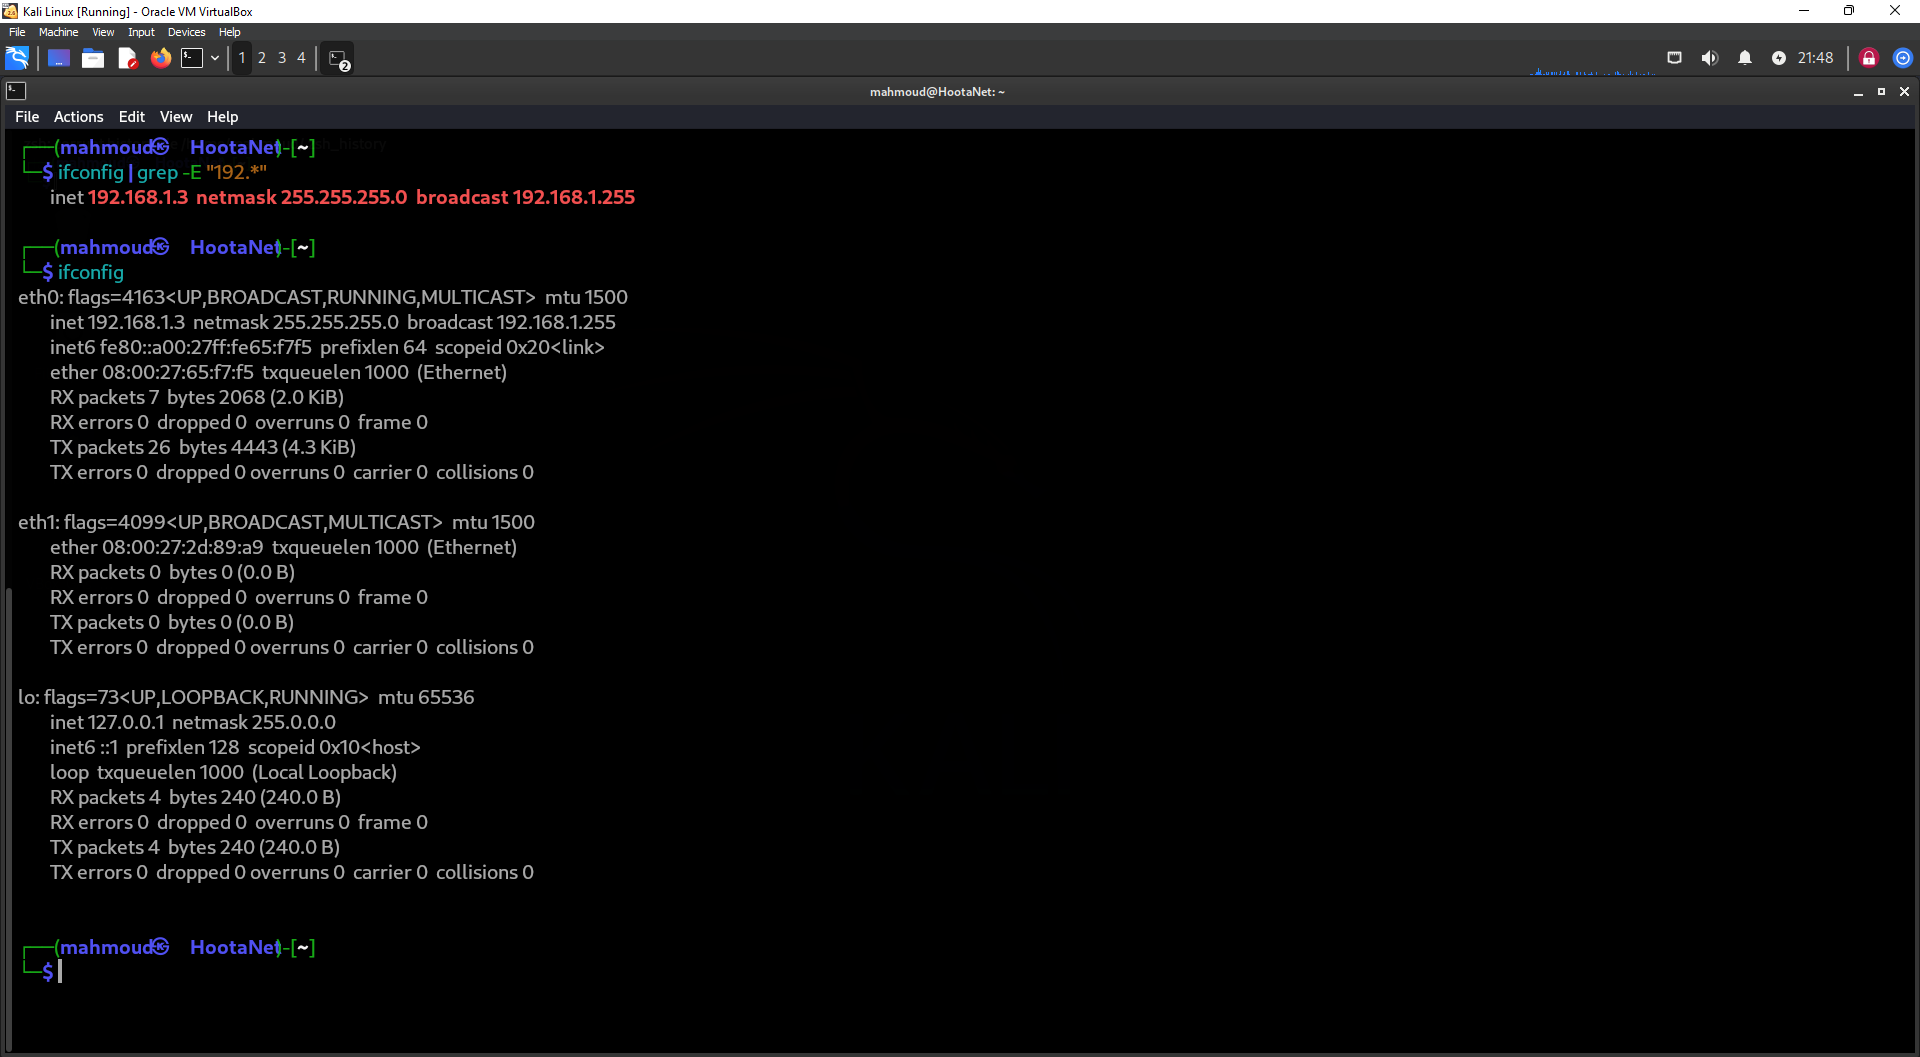 Kali Linux [Running] - Oracle VM VirtualBox
File Machine View Input Devices Help
1 2 3 4 2 21:48
mahmoud@HootaNet: ~
File Actions Edit View Help
┌──(mahmoud㉿ HootaNet)-[~]
└─$ ifconfig | grep -E "192.*"
inet 192.168.1.3 netmask 255.255.255.0 broadcast 192.168.1.255
┌──(mahmoud㉿ HootaNet)-[~]
└─$ ifconfig
eth0: flags=4163<UP,BROADCAST,RUNNING,MULTICAST> mtu 1500
inet 192.168.1.3 netmask 255.255.255.0 broadcast 192.168.1.255
inet6 fe80::a00:27ff:fe65:f7f5 prefixlen 64 scopeid 0x20<link>
ether 08:00:27:65:f7:f5 txqueuelen 1000 (Ethernet)
RX packets 7 bytes 2068 (2.0 KiB)
RX errors 0 dropped 0 overruns 0 frame 0
TX packets 26 bytes 4443 (4.3 KiB)
TX errors 0 dropped 0 overruns 0 carrier 0 collisions 0
eth1: flags=4099<UP,BROADCAST,MULTICAST> mtu 1500
ether 08:00:27:2d:89:a9 txqueuelen 1000 (Ethernet)
RX packets 0 bytes 0 (0.0 B)
RX errors 0 dropped 0 overruns 0 frame 0
TX packets 0 bytes 0 (0.0 B)
TX errors 0 dropped 0 overruns 0 carrier 0 collisions 0
lo: flags=73<UP,LOOPBACK,RUNNING> mtu 65536
inet 127.0.0.1 netmask 255.0.0.0
inet6 ::1 prefixlen 128 scopeid 0x10<host>
loop txqueuelen 1000 (Local Loopback)
RX packets 4 bytes 240 (240.0 B)
RX errors 0 dropped 0 overruns 0 frame 0
TX packets 4 bytes 240 (240.0 B)
TX errors 0 dropped 0 overruns 0 carrier 0 collisions 0
┌──(mahmoud㉿ HootaNet)-[~]
└─$